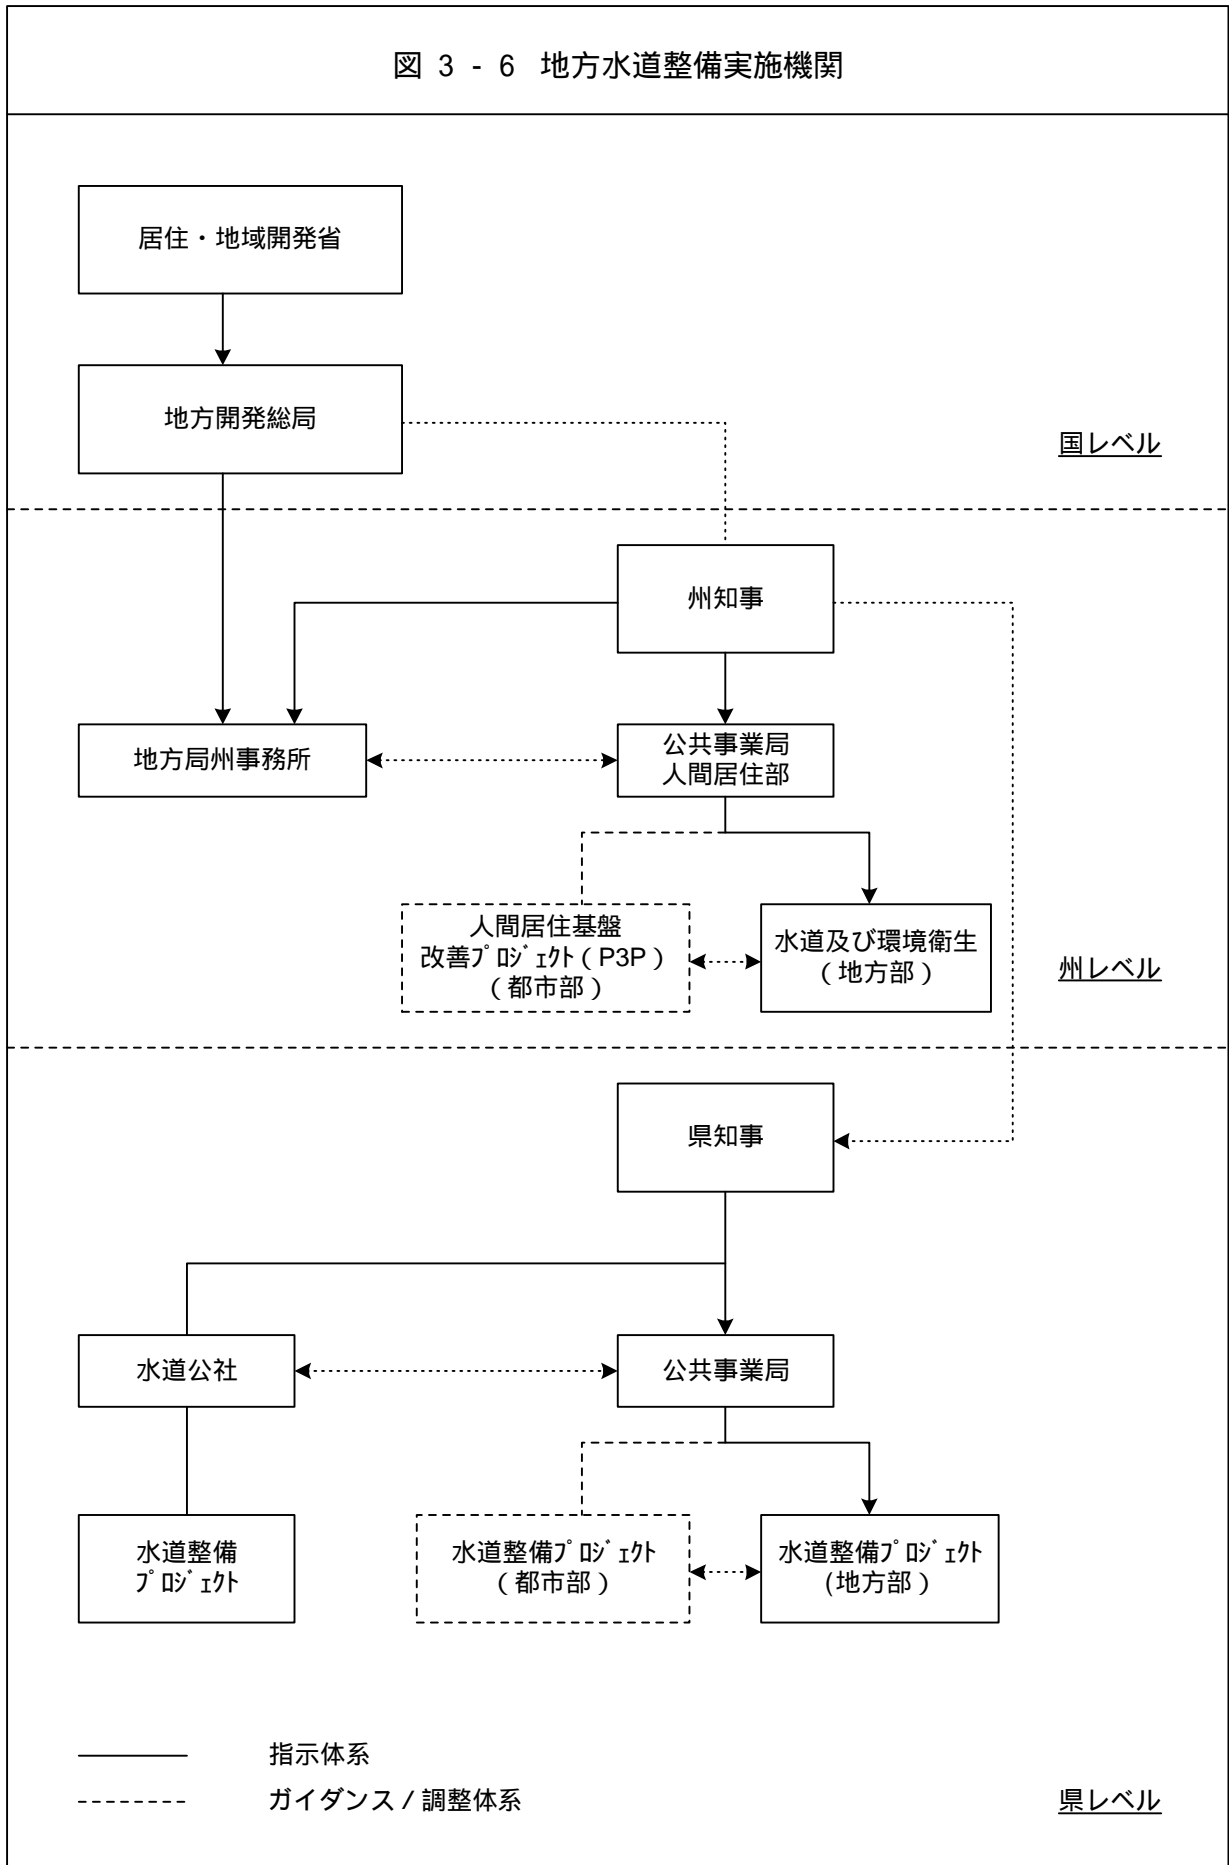 図 3 - 6 地方水道整備実施機関
居住・地域開発省
地方開発総局
国レベル
州知事
地方局州事務所
公共事業局
人間居住部
人間居住基盤
改善ﾌﾟﾛｼﾞｪｸﾄ（P3P）
（都市部）
水道及び環境衛生
（地方部）
州レベル
県知事
水道公社
公共事業局
水道整備
ﾌﾟﾛｼﾞｪｸﾄ
水道整備ﾌﾟﾛｼﾞｪｸﾄ
（都市部）
水道整備ﾌﾟﾛｼﾞｪｸﾄ
(地方部）
指示体系
ガイダンス / 調整体系
県レベル